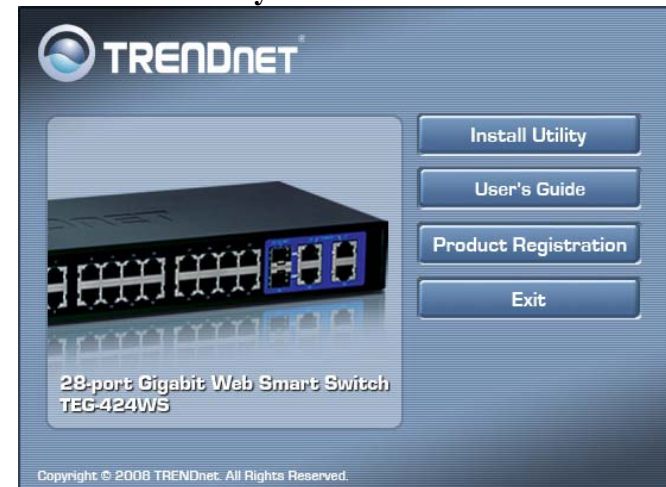 TRENDnet®
Install Utility
User's Guide
Product Registration
Exit
28-port Gigabit Web Smart Switch
TEG-424WS
Copyright © 2008 TRENDnet. All Rights Reserved.